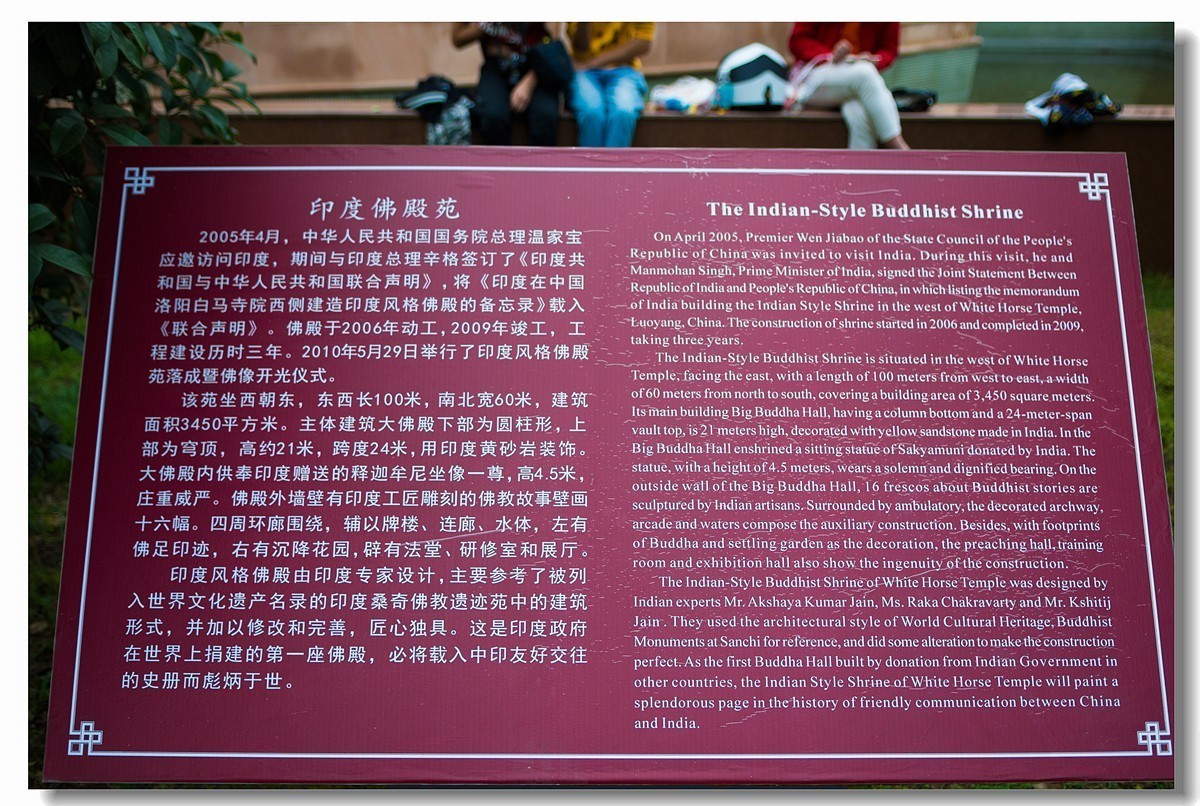 印度佛殿苑
2005年4月，中华人民共和国国务院总理温家宝
应邀访问印度，期间与印度总理辛格签订了《印度共
和国与中华人民共和国联合声明》，将《印度在中国
洛阳白马寺院西侧建造印度风格佛殿的备忘录》载入
《联合声明》。佛殿于2006年动工，2009年竣工，工
程建设历时三年。2010年5月29日举行了印度风格佛殿
苑落成暨佛像开光仪式。
该苑坐西朝东，东西长100米，南北宽60米，建筑
面积3450平方米。主体建筑大佛殿下部为圆柱形，上
部为穹顶，高约21米，跨度24米，用印度黄砂岩装饰。
大佛殿内供奉印度赠送的释迦牟尼坐像一尊，高4.5米，
庄重威严。佛殿外墙壁有印度工匠雕刻的佛教故事壁画
十六幅。四周环廊围绕，辅以牌楼、连廊、水体，左有
佛足印迹，右有沉降花园，辟有法堂、研修室和展厅。
印度风格佛殿由印度专家设计，主要参考了被列
入世界文化遗产名录的印度桑奇佛教遗迹苑中的建筑
形式，并加以修改和完善，匠心独具。这是印度政府
在世界上捐建的第一座佛殿，必将载入中印友好交往
的史册而彪炳于世。
The Indian-Style Buddhist Shrine
On April 2005, Premier Wen Jiabao of the State Council of the People's
Republic of China was invited to visit India. During this visit, he and
Manmohan Singh, Prime Minister of India, signed the Joint Statement Between
Republic of India and People's Republic of China, in which listing the memorandum
of India building the Indian Style Shrine in the west of White Horse Temple,
Luoyang, China. The construction of shrine started in 2006 and completed in 2009,
taking three years.
The Indian-Style Buddhist Shrine is situated in the west of White Horse
Temple, facing the east, with a length of 100 meters from west to east, a width
of 60 meters from north to south, covering a building area of 3,450 square meters.
Its main building Big Buddha Hall, having a column bottom and a 24-meter-span
vault top, is 21 meters high, decorated with yellow sandstone made in India. In the
Big Buddha Hall enshrined a sitting statue of Sakyamuni donated by India. The
statue, with a height of 4.5 meters, wears a solemn and dignified bearing. On the
outside wall of the Big Buddha Hall, 16 frescos about Buddhist stories are
sculptured by Indian artisans. Surrounded by ambulatory, the decorated archway,
arcade and waters compose the auxiliary construction. Besides, with footprints
of Buddha and settling garden as the decoration, the preaching hall, training
room and exhibition hall also show the ingenuity of the construction.
The Indian-Style Buddhist Shrine of White Horse Temple was designed by
Indian experts Mr. Akshaya Kumar Jain, Ms. Raka Chakravarty and Mr. Kshitij
Jain . They used the architectural style of World Cultural Heritage, Buddhist
Monuments at Sanchi for reference, and did some alteration to make the construction
perfect. As the first Buddha Hall built by donation from Indian Government in
other countries, the Indian Style Shrine of White Horse Temple will paint a
splendorous page in the history of friendly communication between China
and India.